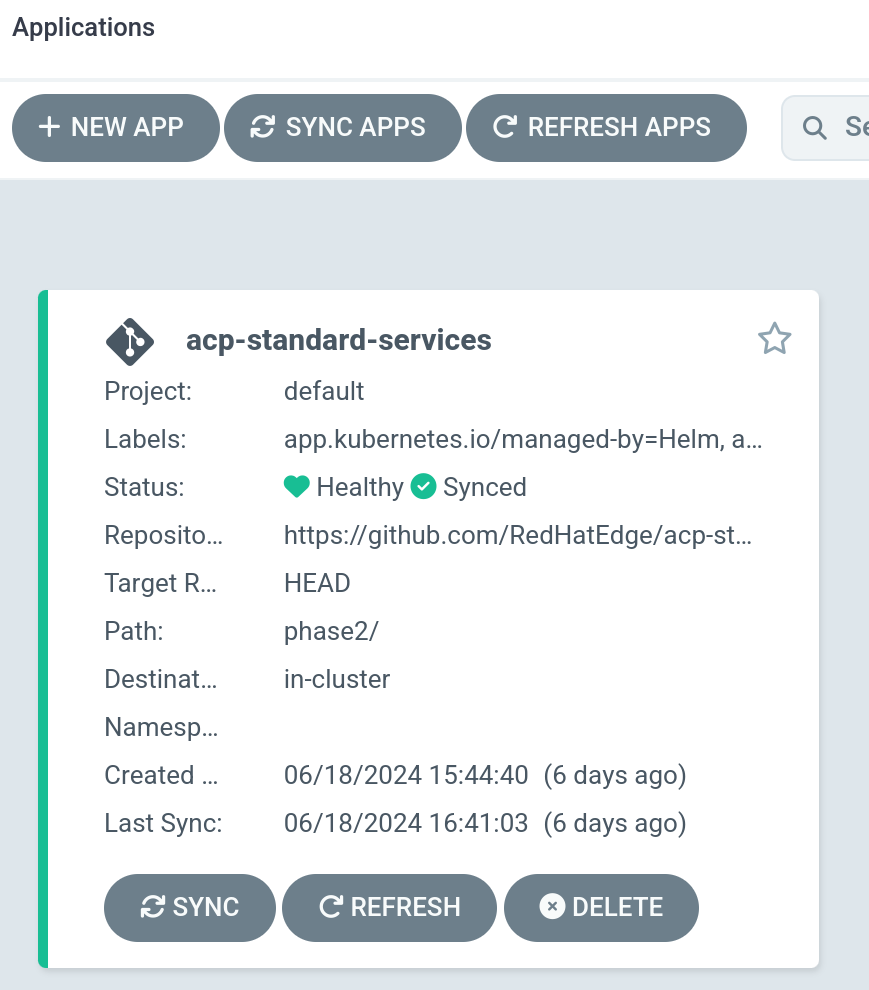 Applications
NEW APP SYNC APPS REFRESH APPS Se
acp-standard-services
Project: default
Labels: app.kubernetes.io/managed-by=Helm, a...
Status: Healthy Synced
Reposito... https://github.com/RedHatEdge/acp-st...
Target R... HEAD
Path: phase2/
Destinat... in-cluster
Namesp...
Created ... 06/18/2024 15:44:40 (6 days ago)
Last Sync: 06/18/2024 16:41:03 (6 days ago)
SYNC REFRESH DELETE